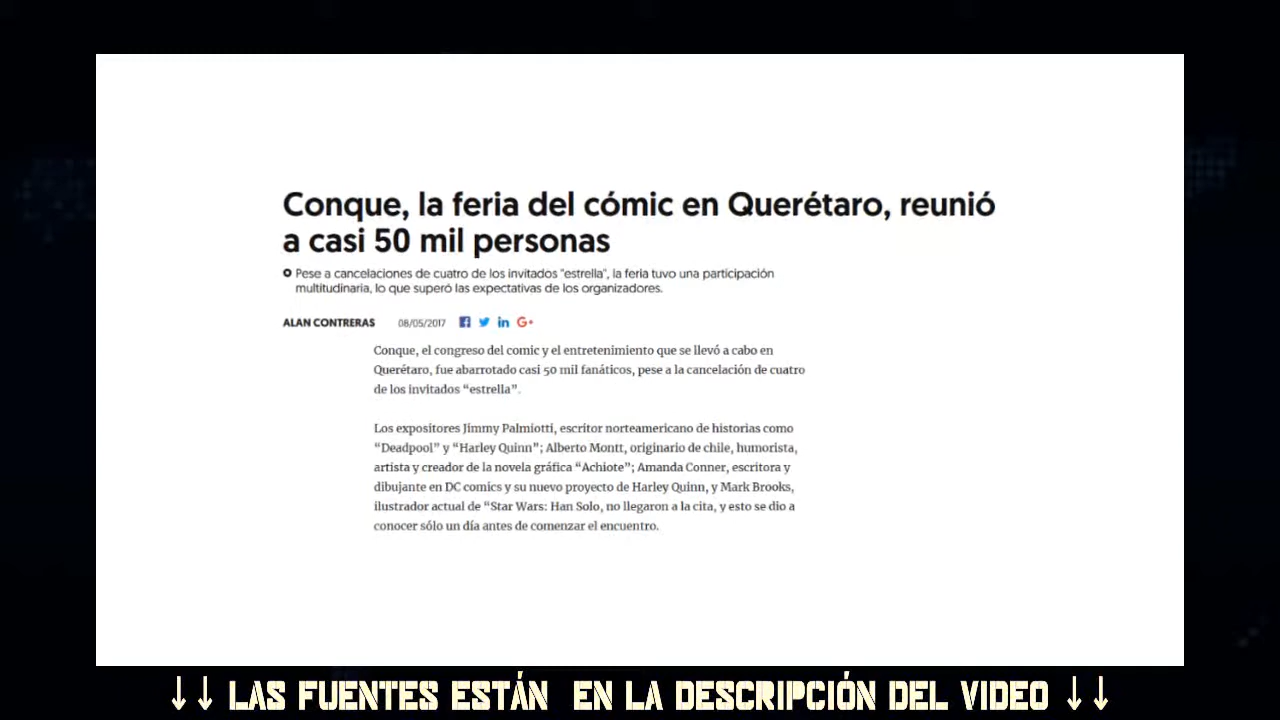 Conque, la feria del cómic en Querétaro, reunió
a casi 50 mil personas
Pese a cancelaciones de cuatro de los invitados "estrella", la feria tuvo una participación
multitudinaria, lo que superó las expectativas de los organizadores.
ALAN CONTRERAS 08/05/2017
Conque, el congreso del comic y el entretenimiento que se llevó a cabo en
Querétaro, fue abarrotado casi 50 mil fanáticos, pese a la cancelación de cuatro
de los invitados “estrella”.
Los expositores Jimmy Palmiotti, escritor norteamericano de historias como
“Deadpool” y “Harley Quinn”; Alberto Montt, originario de chile, humorista,
artista y creador de la novela gráfica “Achiote”; Amanda Conner, escritora y
dibujante en DC comics y su nuevo proyecto de Harley Quinn, y Mark Brooks,
ilustrador actual de “Star Wars: Han Solo, no llegaron a la cita, y esto se dio a
conocer sólo un día antes de comenzar el encuentro.
↓↓ LAS FUENTES ESTÁN EN LA DESCRIPCIÓN DEL VIDEO ↓↓